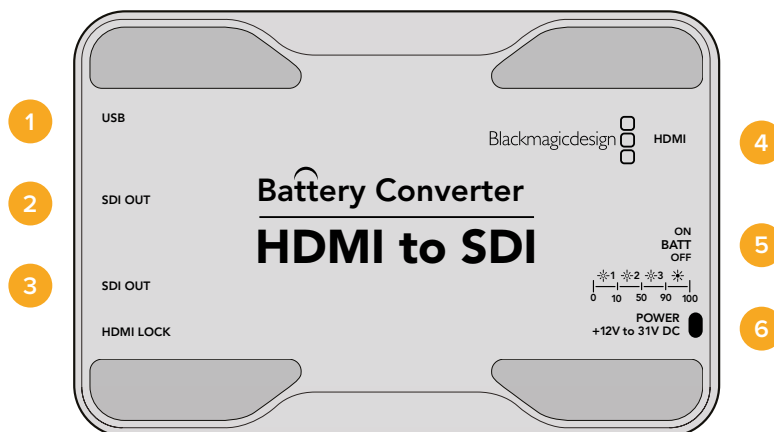 1
USB
Blackmagicdesign
HDMI
4
2
SDI OUT
Battery Converter
HDMI to SDI
ON
BATT
OFF
5
3
SDI OUT
1 2 3
0 10 50 90 100
HDMI LOCK
POWER
+12V to 31V DC
6